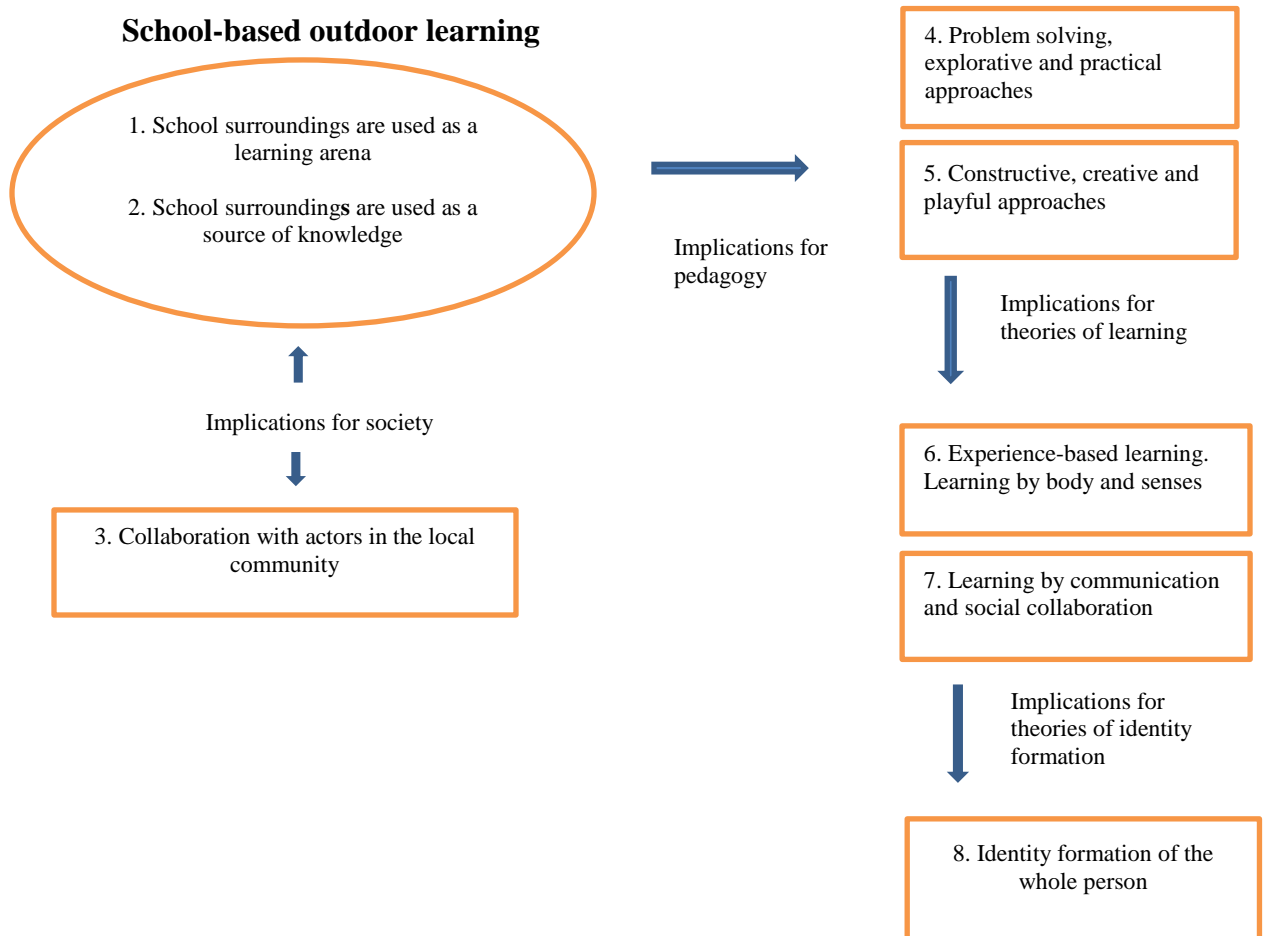 School-based outdoor learning
1. School surroundings are used as a
learning arena
2. School surroundings are used as a
source of knowledge
Implications for society
3. Collaboration with actors in the local
community
Implications for
pedagogy
4. Problem solving,
explorative and practical
approaches
5. Constructive, creative and
playful approaches
Implications for
theories of learning
6. Experience-based learning.
Learning by body and senses
7. Learning by communication
and social collaboration
Implications for
theories of identity
formation
8. Identity formation of the
whole person